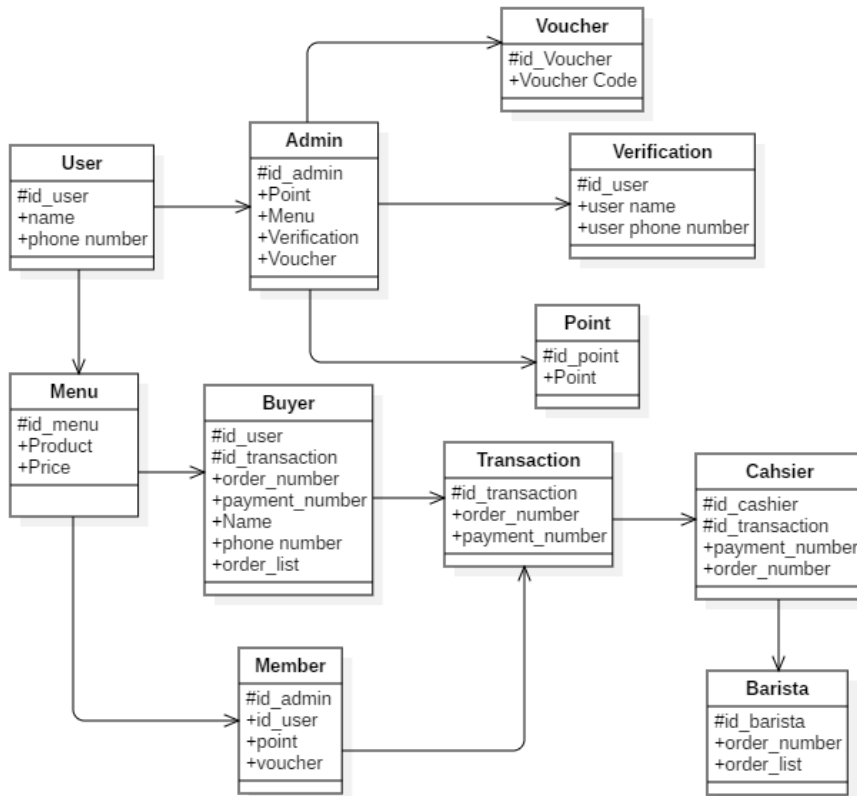 Voucher
#id_Voucher
+Voucher Code
Admin
#id_admin
+Point
+Menu
+Verification
+Voucher
User
#id_user
+name
+phone number
Verification
#id_user
+user name
+user phone number
Point
#id_point
+Point
Menu
#id_menu
+Product
+Price
Buyer
#id_user
#id_transaction
+order_number
+payment_number
+Name
+phone number
+order_list
Transaction
#id_transaction
+order_number
+payment_number
Cahsier
#id_cashier
#id_transaction
+payment_number
+order_number
Member
#id_admin
+id_user
+point
+voucher
Barista
#id_barista
+order_number
+order_list